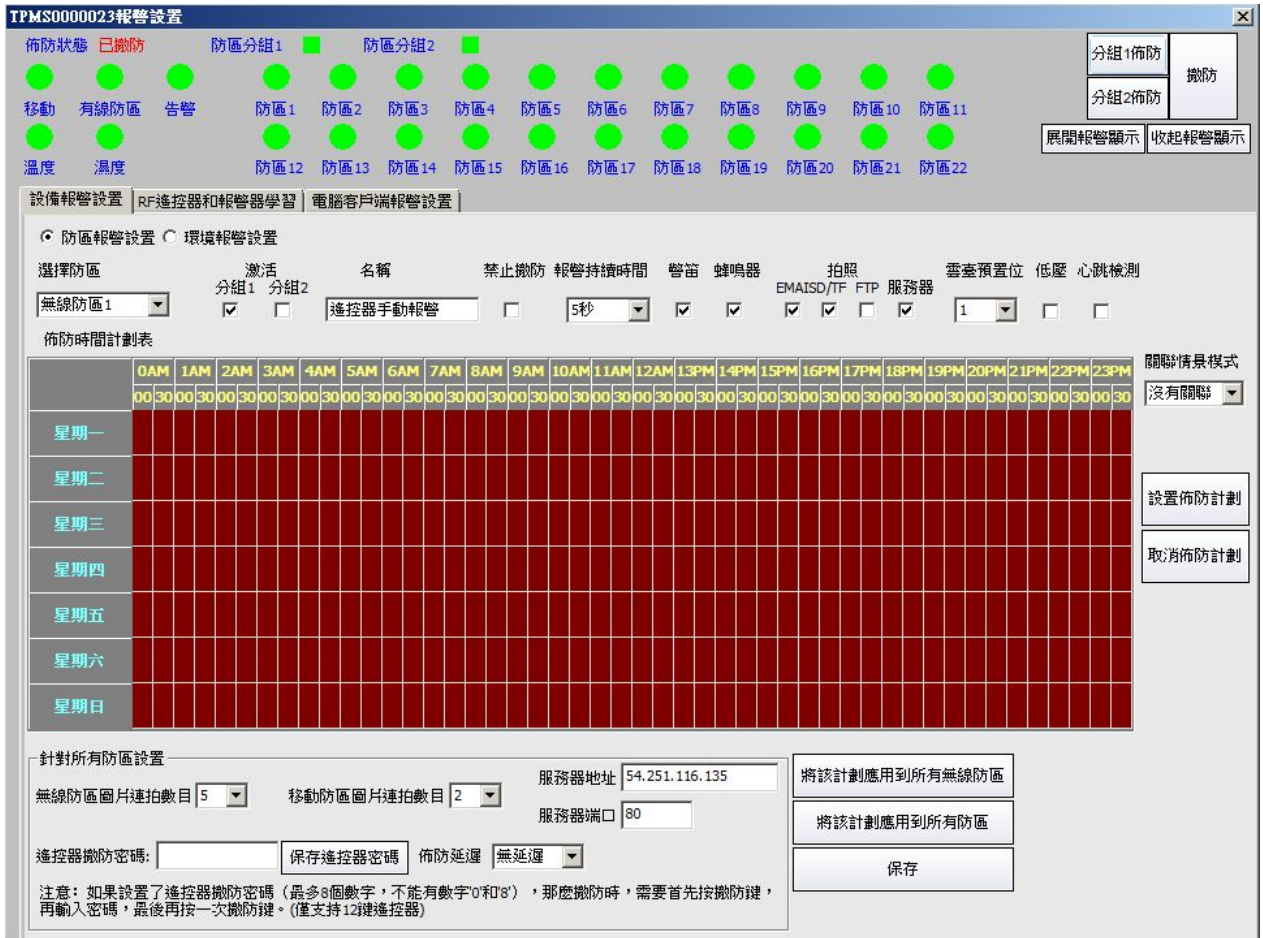 TPMS0000023報警設置
佈防狀態 已撤防 防區分組1 防區分組2
分組1佈防 撤防
分組2佈防
移動 有線防區 告警 防區1 防區2 防區3 防區4 防區5 防區6 防區7 防區8 防區9 防區10 防區11
展開報警顯示 收起報警顯示
溫度 濕度 防區12 防區13 防區14 防區15 防區16 防區17 防區18 防區19 防區20 防區21 防區22
設備報警設置 RF遙控器和報警器學習 電腦客戶端報警設置
防區報警設置 環境報警設置
選擇防區 激活 名稱 禁止撤防 報警持續時間 警笛 蜂鳴器 拍照 雲臺預置位 低壓 心跳檢測
分組1 分組2 EMAISD/TF FTP 服務器
無線防區1 遙控器手動報警 5秒 1
佈防時間計劃表
關聯情景模式
0AM 1AM 2AM 3AM 4AM 5AM 6AM 7AM 8AM 9AM 10AM 11AM 12AM 13PM 14PM 15PM 16PM 17PM 18PM 19PM 20PM 21PM 22PM 23PM
00 30 00 30 00 30 00 30 00 30 00 30 00 30 00 30 00 30 00 30 00 30 00 30 00 30 00 30 00 30 00 30 00 30 00 30 00 30 00 30 00 30 00 30 00 30 00 30
沒有關聯
星期一
星期二
星期三
星期四
星期五
星期六
星期日
設置佈防計劃
取消佈防計劃
針對所有防區設置
無線防區圖片連拍數目 5 移動防區圖片連拍數目 2 服務器地址 54.251.116.135
服務器端口 80
將該計劃應用到所有無線防區
將該計劃應用到所有防區
遙控器撤防密碼: 保存遙控器密碼 佈防延遲 無延遲
保存
注意：如果設置了遙控器撤防密碼（最多8個數字，不能有數字'0'和'8'），那麼撤防時，需要首先按撤防鍵，
再輸入密碼，最後再按一次撤防鍵。(僅支持12鍵遙控器)